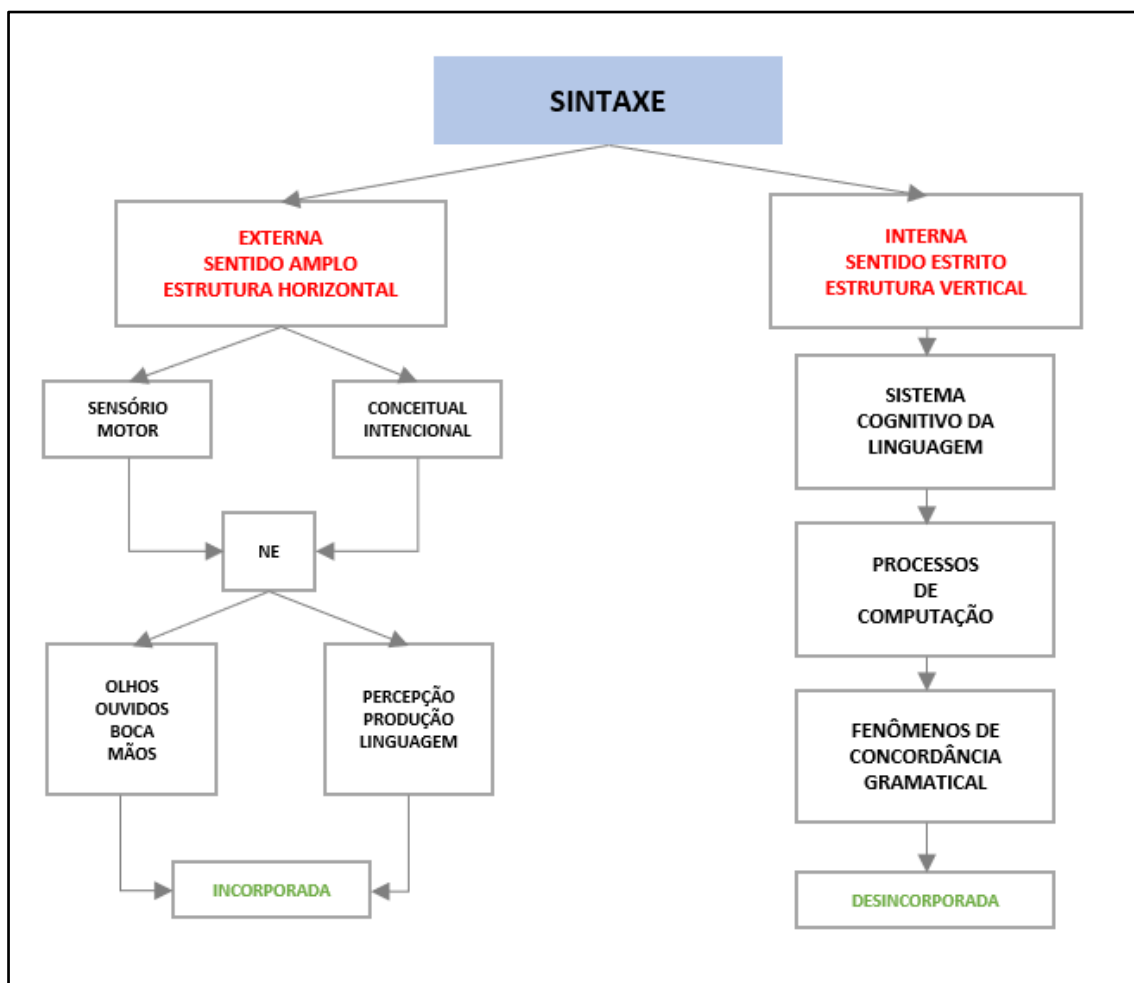 SINTAXE
EXTERNA
SENTIDO AMPLO
ESTRUTURA HORIZONTAL
INTERNA
SENTIDO ESTRITO
ESTRUTURA VERTICAL
SENSÓRIO
MOTOR
CONCEITUAL
INTENCIONAL
SISTEMA
COGNITIVO DA
LINGUAGEM
NE
PROCESSOS
DE
COMPUTAÇÃO
OLHOS
OUVIDOS
BOCA
MÃOS
PERCEPÇÃO
PRODUÇÃO
LINGUAGEM
FENÔMENOS DE
CONCORDÂNCIA
GRAMATICAL
INCORPORADA
DESINCORPORADA